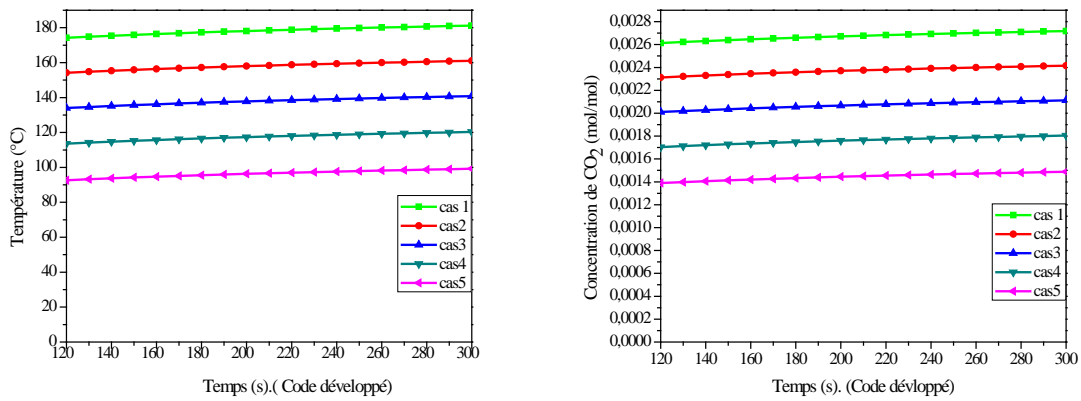 180
160
140
120
100
80
60
40
20
0
Température (°C)
cas 1
cas2
cas3
cas4
cas5
120 140 160 180 200 220 240 260 280 300
Temps (s).( Code développé)
0,0028
0,0026
0,0024
0,0022
0,0020
0,0018
0,0016
0,0014
0,0012
0,0010
0,0008
0,0006
0,0004
0,0002
0,0000
Concentration de CO2 (mol/mol)
cas 1
cas2
cas3
cas4
cas5
120 140 160 180 200 220 240 260 280 300
Temps (s). (Code dévloppé)